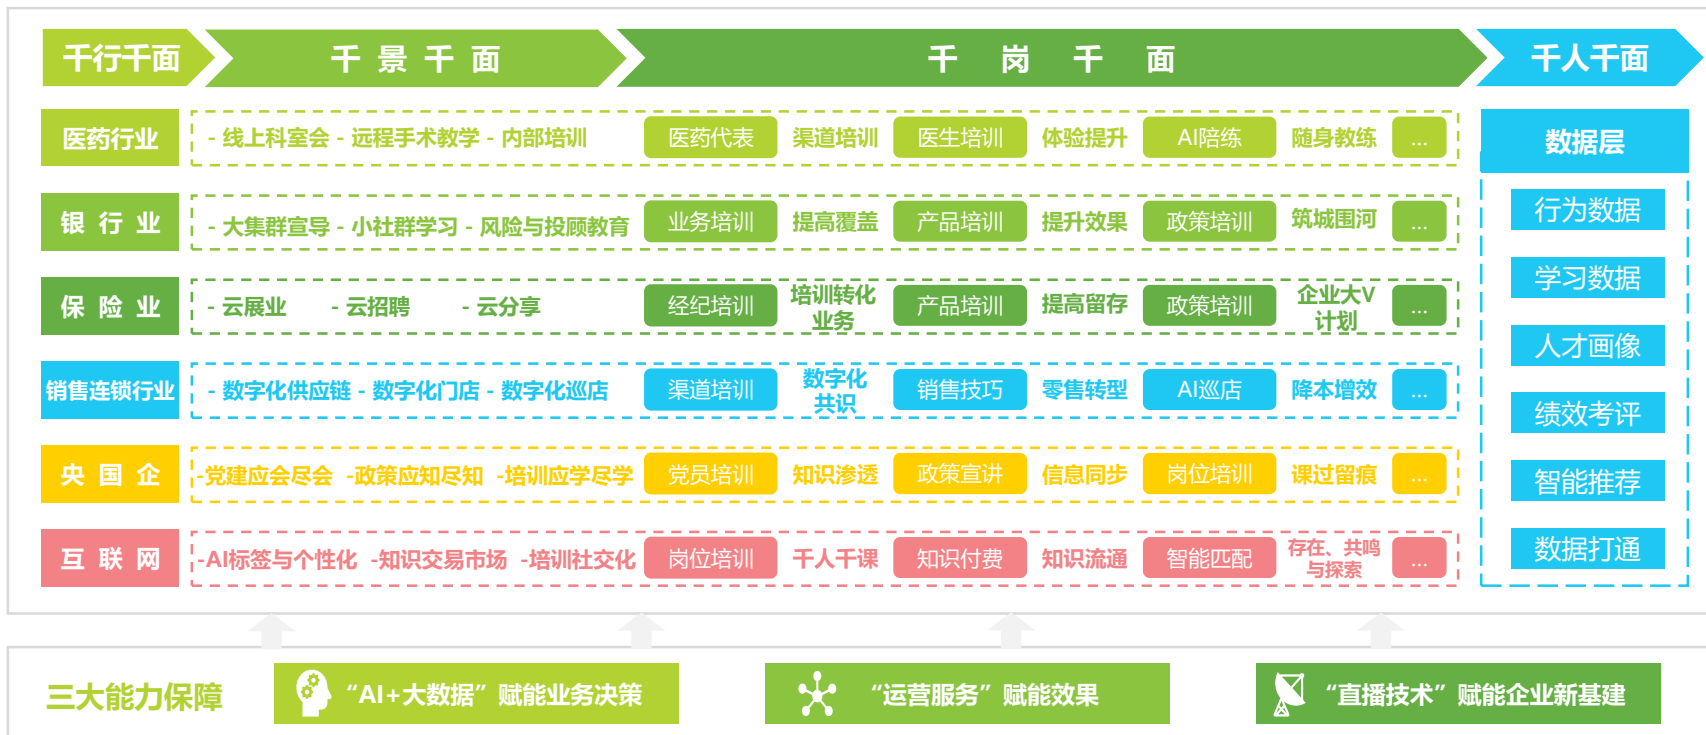 千行千面
千景千面
千岗千面
千人千面
医药行业
- 线上科室会 - 远程手术教学 - 内部培训
医药代表
渠道培训
医生培训
体验提升
AI陪练
随身教练
...
银行业
- 大集群宣导 - 小社群学习 - 风险与投顾教育
业务培训
提高覆盖
产品培训
提升效果
政策培训
筑城围河
...
保险业
- 云展业 - 云招聘 - 云分享
经纪培训
培训转化
业务
产品培训
提高留存
政策培训
企业大V
计划
...
销售连锁行业
- 数字化供应链 - 数字化门店 - 数字化巡店
渠道培训
数字化
共识
销售技巧
零售转型
AI巡店
降本增效
...
央国企
-党建应会尽会 -政策应知尽知 -培训应学尽学
党员培训
知识渗透
政策宣讲
信息同步
岗位培训
课过留痕
...
互联网
-AI标签与个性化 -知识交易市场 -培训社交化
岗位培训
千人千课
知识付费
知识流通
智能匹配
存在、共鸣
与探索
...
数据层
行为数据
学习数据
人才画像
绩效考评
智能推荐
数据打通
三大能力保障
“AI+大数据”赋能业务决策
“运营服务”赋能效果
“直播技术”赋能企业新基建